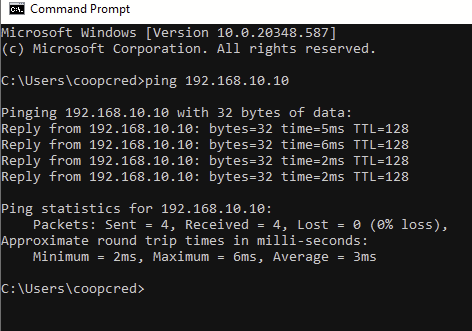 Command Prompt
Microsoft Windows [Version 10.0.20348.587]
(c) Microsoft Corporation. All rights reserved.
C:\Users\coopcred>ping 192.168.10.10
Pinging 192.168.10.10 with 32 bytes of data:
Reply from 192.168.10.10: bytes=32 time=5ms TTL=128
Reply from 192.168.10.10: bytes=32 time=6ms TTL=128
Reply from 192.168.10.10: bytes=32 time=2ms TTL=128
Reply from 192.168.10.10: bytes=32 time=2ms TTL=128
Ping statistics for 192.168.10.10:
    Packets: Sent = 4, Received = 4, Lost = 0 (0% loss),
Approximate round trip times in milli-seconds:
    Minimum = 2ms, Maximum = 6ms, Average = 3ms
C:\Users\coopcred>